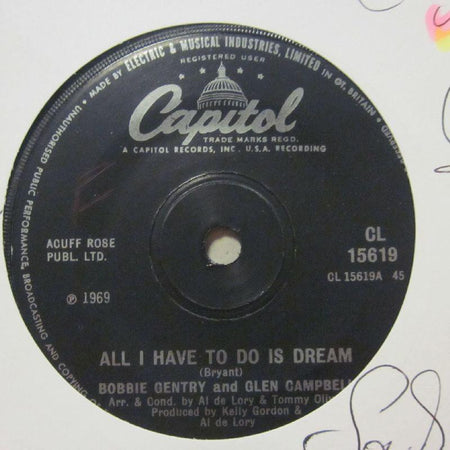 MADE BY ELECTRIC & MUSICAL INDUSTRIES, LIMITED IN GT. BRITAIN
REGISTERED USER
Capitol
TRADE MARKS REGD.
A CAPITOL RECORDS, INC., U.S.A. RECORDING
UNAUTHORISED PUBLIC PERFORMANCE, BROADCASTING AND COPYING
ACUFF ROSE
PUBL. LTD.
CL
15619
CL 15619A 45
℗ 1969
ALL I HAVE TO DO IS DREAM
(Bryant)
BOBBIE GENTRY and GLEN CAMPBELL
Arr. & Cond. by Al de Lory & Tommy
Produced by Kelly Gordon &
Al de Lory